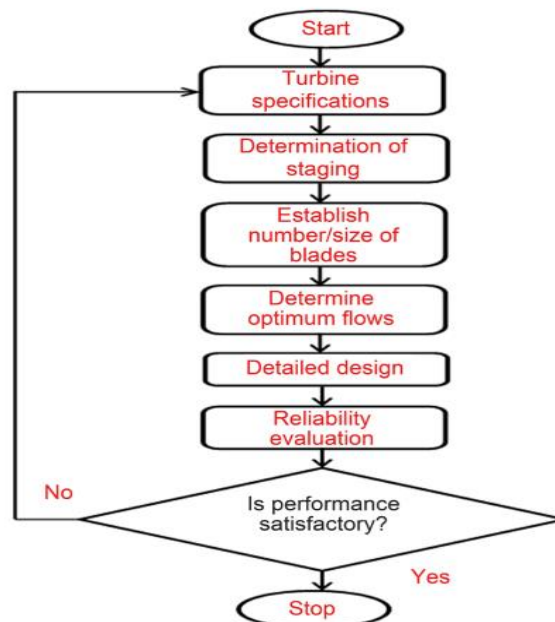 Start
Turbine
specifications
Determination of
staging
Establish
number/size of
blades
Determine
optimum flows
Detailed design
Reliability
evaluation
No
Is performance
satisfactory?
Yes
Stop